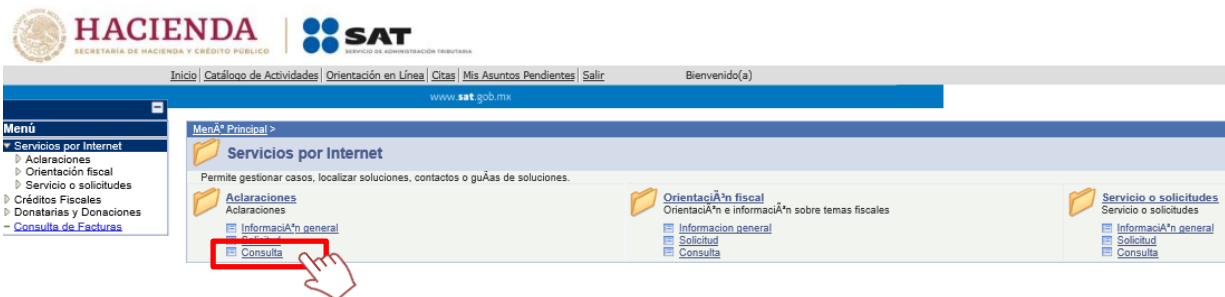 HACIENDA
SECRETARÍA DE HACIENDA Y CRÉDITO PÚBLICO
SAT
SERVICIO DE ADMINISTRACIÓN TRIBUTARIA
Inicio| Catálogo de Actividades| Orientación en Línea| Citas| Mis Asuntos Pendientes| Salir Bienvenido(a)
www.sat.gob.mx
Menú
Servicios por Internet
Aclaraciones
Orientación fiscal
Servicio o solicitudes
Créditos Fiscales
Donatarias y Donaciones
Consulta de Facturas
MenÃº Principal >
Servicios por Internet
Permite gestionar casos, localizar soluciones, contactos o guÃas de soluciones.
Aclaraciones
Aclaraciones
InformaciÃ³n general
Solicitud
Consulta
OrientaciÃ³n fiscal
OrientaciÃ³n e informaciÃ³n sobre temas fiscales
Informacion general
Solicitud
Consulta
Servicio o solicitudes
Servicio o solicitudes
InformaciÃ³n general
Solicitud
Consulta